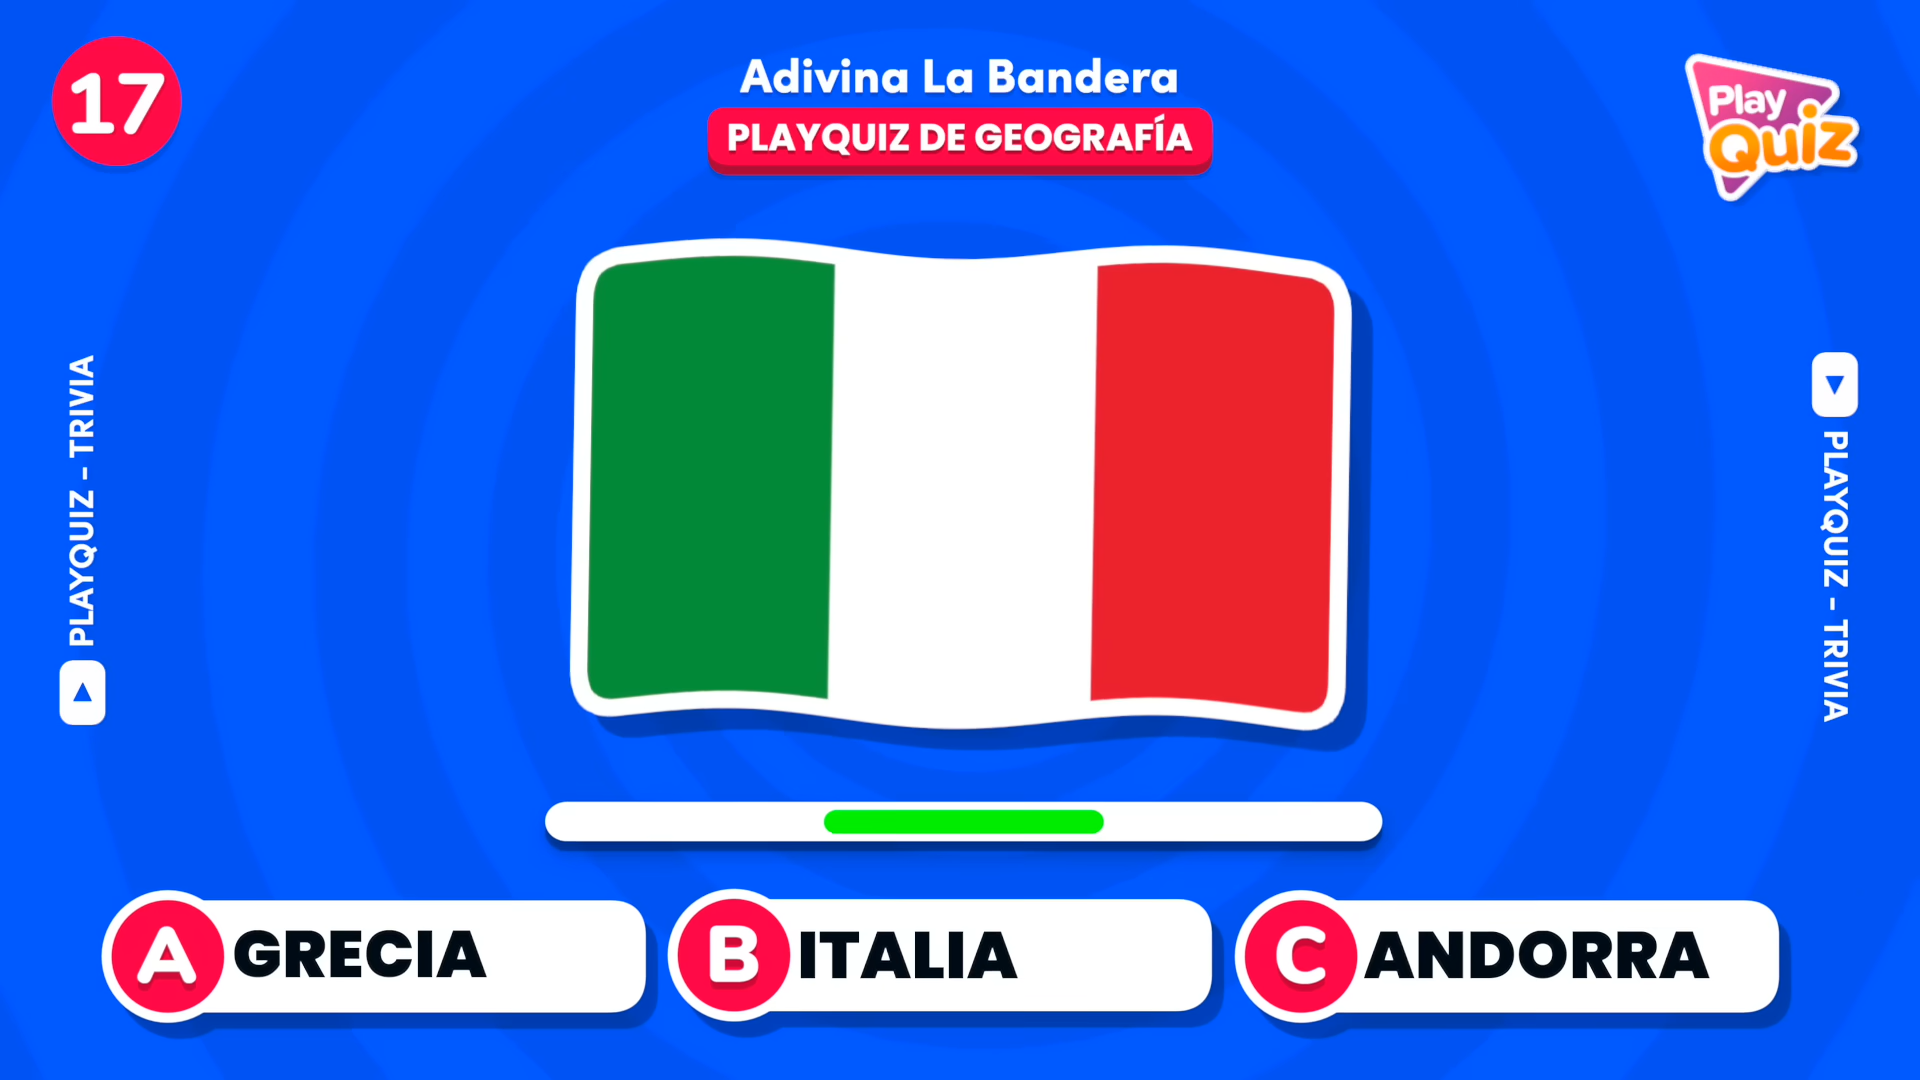 17
Adivina La Bandera
PLAYQUIZ DE GEOGRAFÍA
Play
Quiz
PLAYQUIZ - TRIVIA
PLAYQUIZ - TRIVIA
A GRECIA
B ITALIA
C ANDORRA